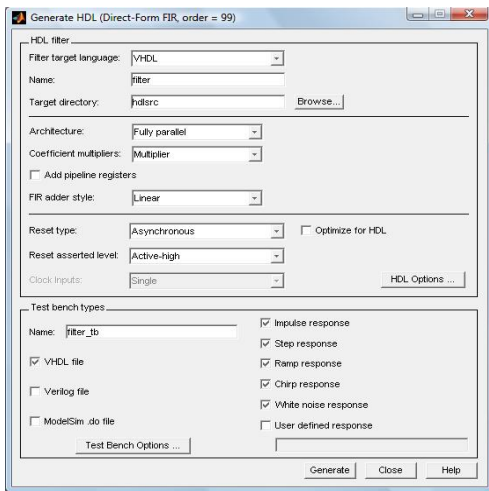 Generate HDL (Direct-Form FIR, order = 99)
HDL filter
Filter target language: VHDL
Name: filter
Target directory: hdlsrc Browse...
Architecture: Fully parallel
Coefficient multipliers: Multiplier
Add pipeline registers
FIR adder style: Linear
Reset type: Asynchronous Optimize for HDL
Reset asserted level: Active-high
Clock Inputs: Single HDL Options ...
Test bench types
Name: filter_tb
VHDL file
Verilog file
ModelSim .do file
Test Bench Options ...
Impulse response
Step response
Ramp response
Chirp response
White noise response
User defined response
Generate Close Help